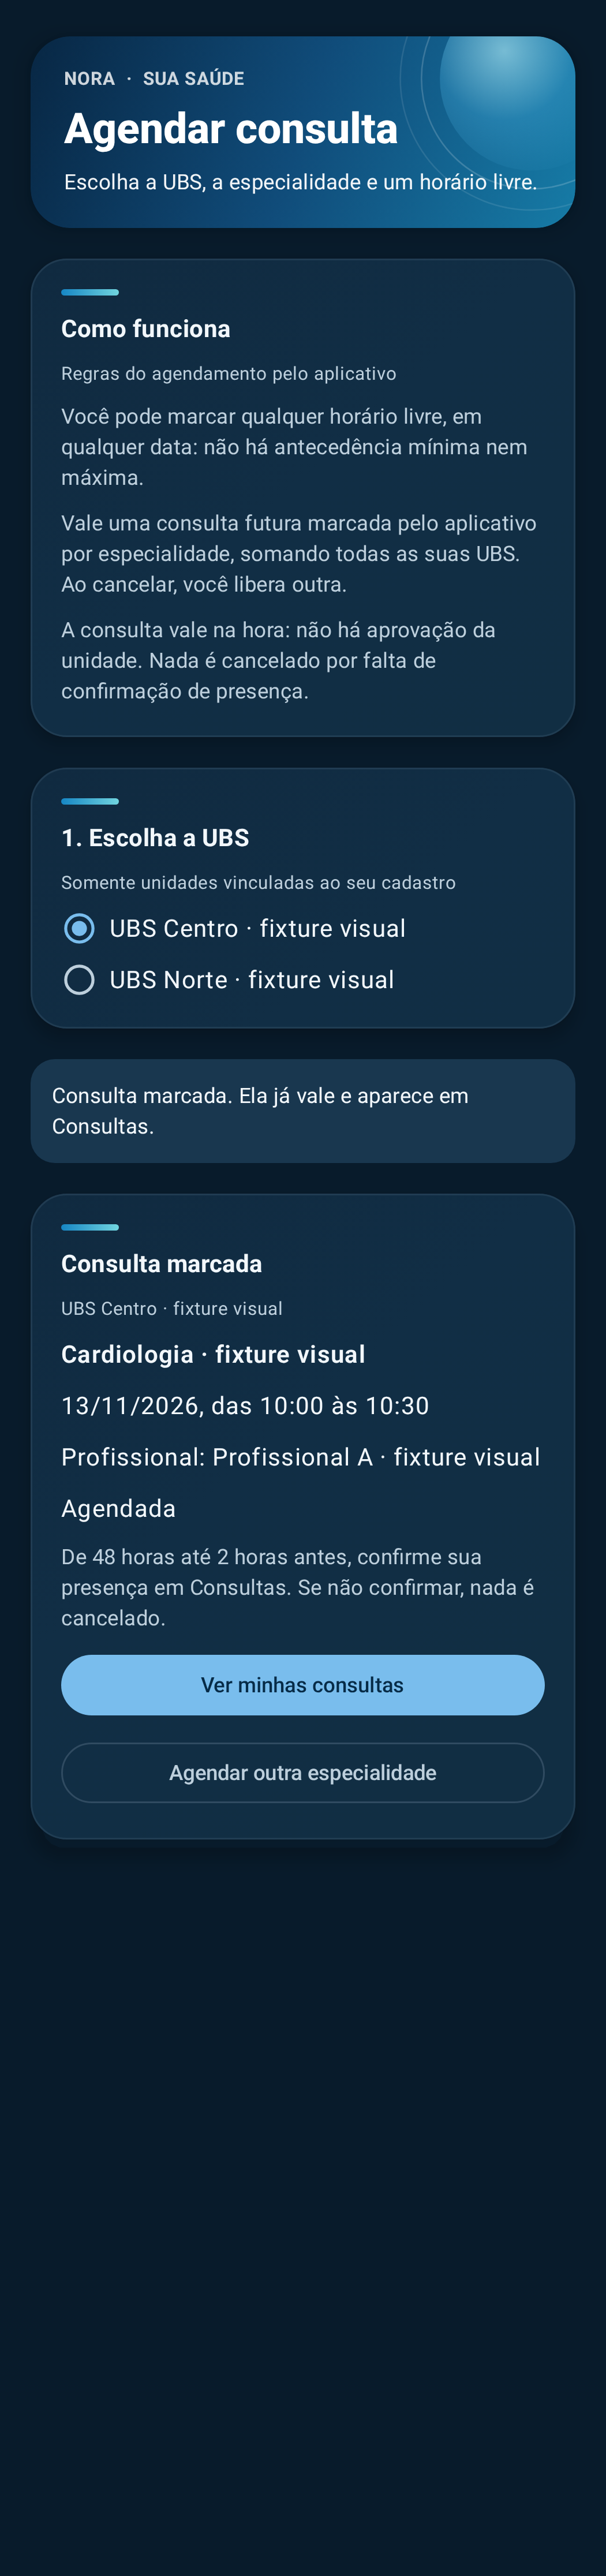 NORA · SUA SAÚDE
Agendar consulta
Escolha a UBS, a especialidade e um horário livre.
Como funciona
Regras do agendamento pelo aplicativo
Você pode marcar qualquer horário livre, em
qualquer data: não há antecedência mínima nem
máxima.
Vale uma consulta futura marcada pelo aplicativo
por especialidade, somando todas as suas UBS.
Ao cancelar, você libera outra.
A consulta vale na hora: não há aprovação da
unidade. Nada é cancelado por falta de
confirmação de presença.
1. Escolha a UBS
Somente unidades vinculadas ao seu cadastro
UBS Centro · fixture visual
UBS Norte · fixture visual
Consulta marcada. Ela já vale e aparece em
Consultas.
Consulta marcada
UBS Centro · fixture visual
Cardiologia · fixture visual
13/11/2026, das 10:00 às 10:30
Profissional: Profissional A · fixture visual
Agendada
De 48 horas até 2 horas antes, confirme sua
presença em Consultas. Se não confirmar, nada é
cancelado.
Ver minhas consultas
Agendar outra especialidade